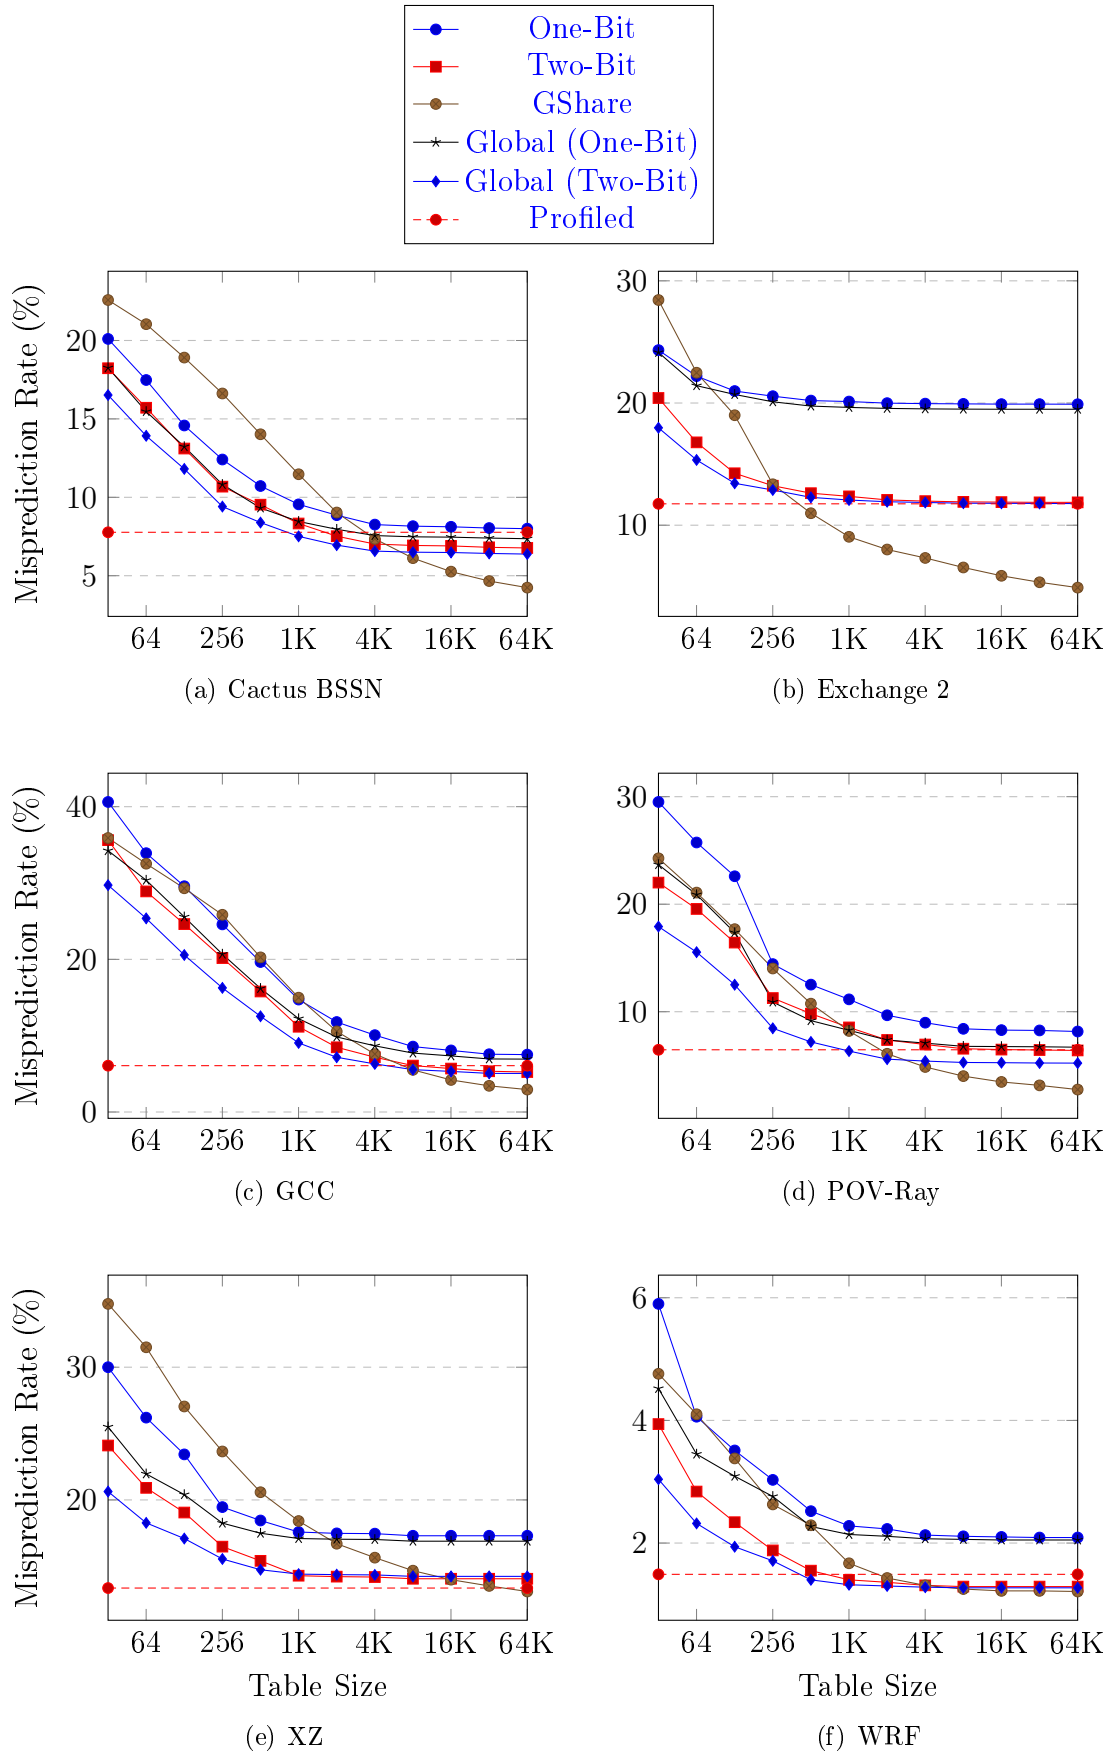 One-Bit
Two-Bit
GShare
Global (One-Bit)
Global (Two-Bit)
Profiled
Misprediction Rate (%)
20
15
10
5
64 256 1K 4K 16K 64K
(a) Cactus BSSN
30
20
10
64 256 1K 4K 16K 64K
(b) Exchange 2
Misprediction Rate (%)
40
20
0
64 256 1K 4K 16K 64K
(c) GCC
30
20
10
64 256 1K 4K 16K 64K
(d) POV-Ray
Misprediction Rate (%)
30
20
64 256 1K 4K 16K 64K
Table Size
(e) XZ
6
4
2
64 256 1K 4K 16K 64K
Table Size
(f) WRF